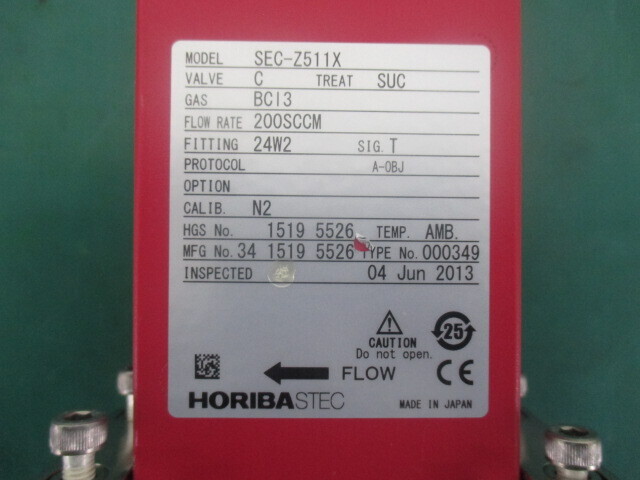 MODEL SEC-Z511X
VALVE C TREAT SUC
GAS BCl3
FLOW RATE 200SCCM
FITTING 24W2 SIG. T
PROTOCOL A-OBJ
OPTION
CALIB. N2
HGS No. 1519 5526 TEMP. AMB.
MFG No. 34 1519 5526 TYPE No. 000349
INSPECTED 04 Jun 2013
25
CAUTION
Do not open.
FLOW CE
HORIBASTEC MADE IN JAPAN